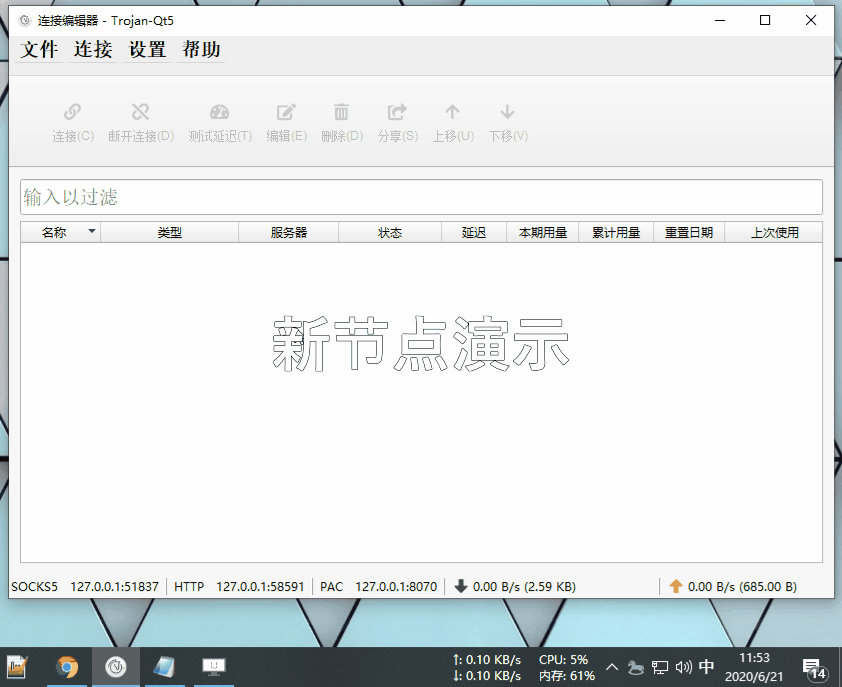 连接编辑器 - Trojan-Qt5
文件 连接 设置 帮助
连接(C) 断开连接(D) 测试延迟(T) 编辑(E) 删除(D) 分享(S) 上移(U) 下移(V)
输入以过滤
名称 类型 服务器 状态 延迟 本期用量 累计用量 重置日期 上次使用
新节点演示
SOCKS5 127.0.0.1:51837 HTTP 127.0.0.1:58591 PAC 127.0.0.1:8070 0.00 B/s (2.59 KB) 0.00 B/s (685.00 B)
↑: 0.10 KB/s CPU: 5% 11:53
↓: 0.10 KB/s 内存: 61% 中 2020/6/21 14